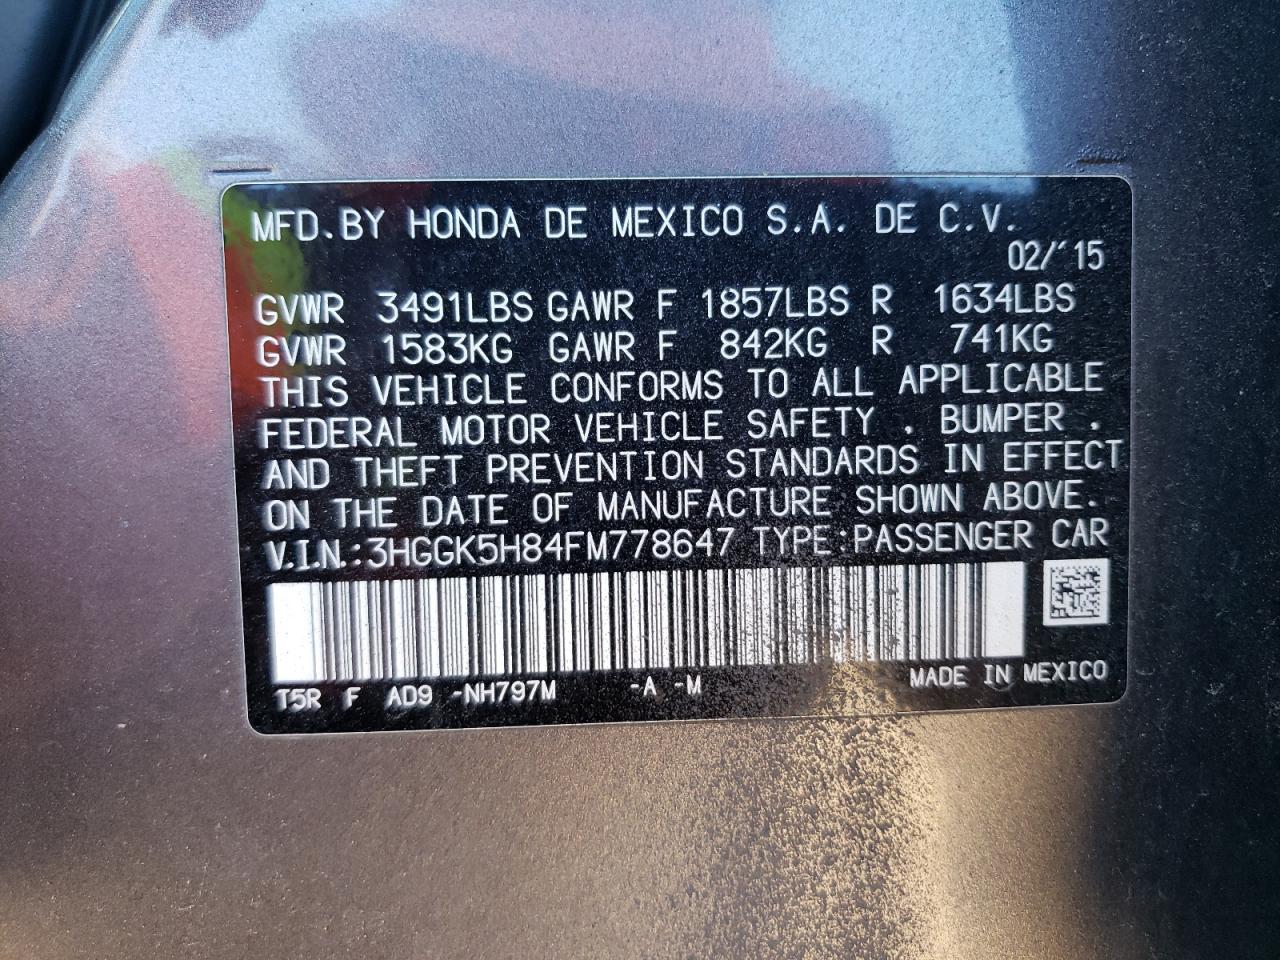 MFD.BY HONDA DE MEXICO S.A. DE C.V.
02/'15
GVWR 3491LBS GAWR F 1857LBS R 1634LBS
GVWR 1583KG GAWR F 842KG R 741KG
THIS VEHICLE CONFORMS TO ALL APPLICABLE
FEDERAL MOTOR VEHICLE SAFETY , BUMPER ,
AND THEFT PREVENTION STANDARDS IN EFFECT
ON THE DATE OF MANUFACTURE SHOWN ABOVE.
V.I.N.:3HGGK5H84FM778647 TYPE:PASSENGER CAR
T5R F AD9 -NH797M -A -M MADE IN MEXICO